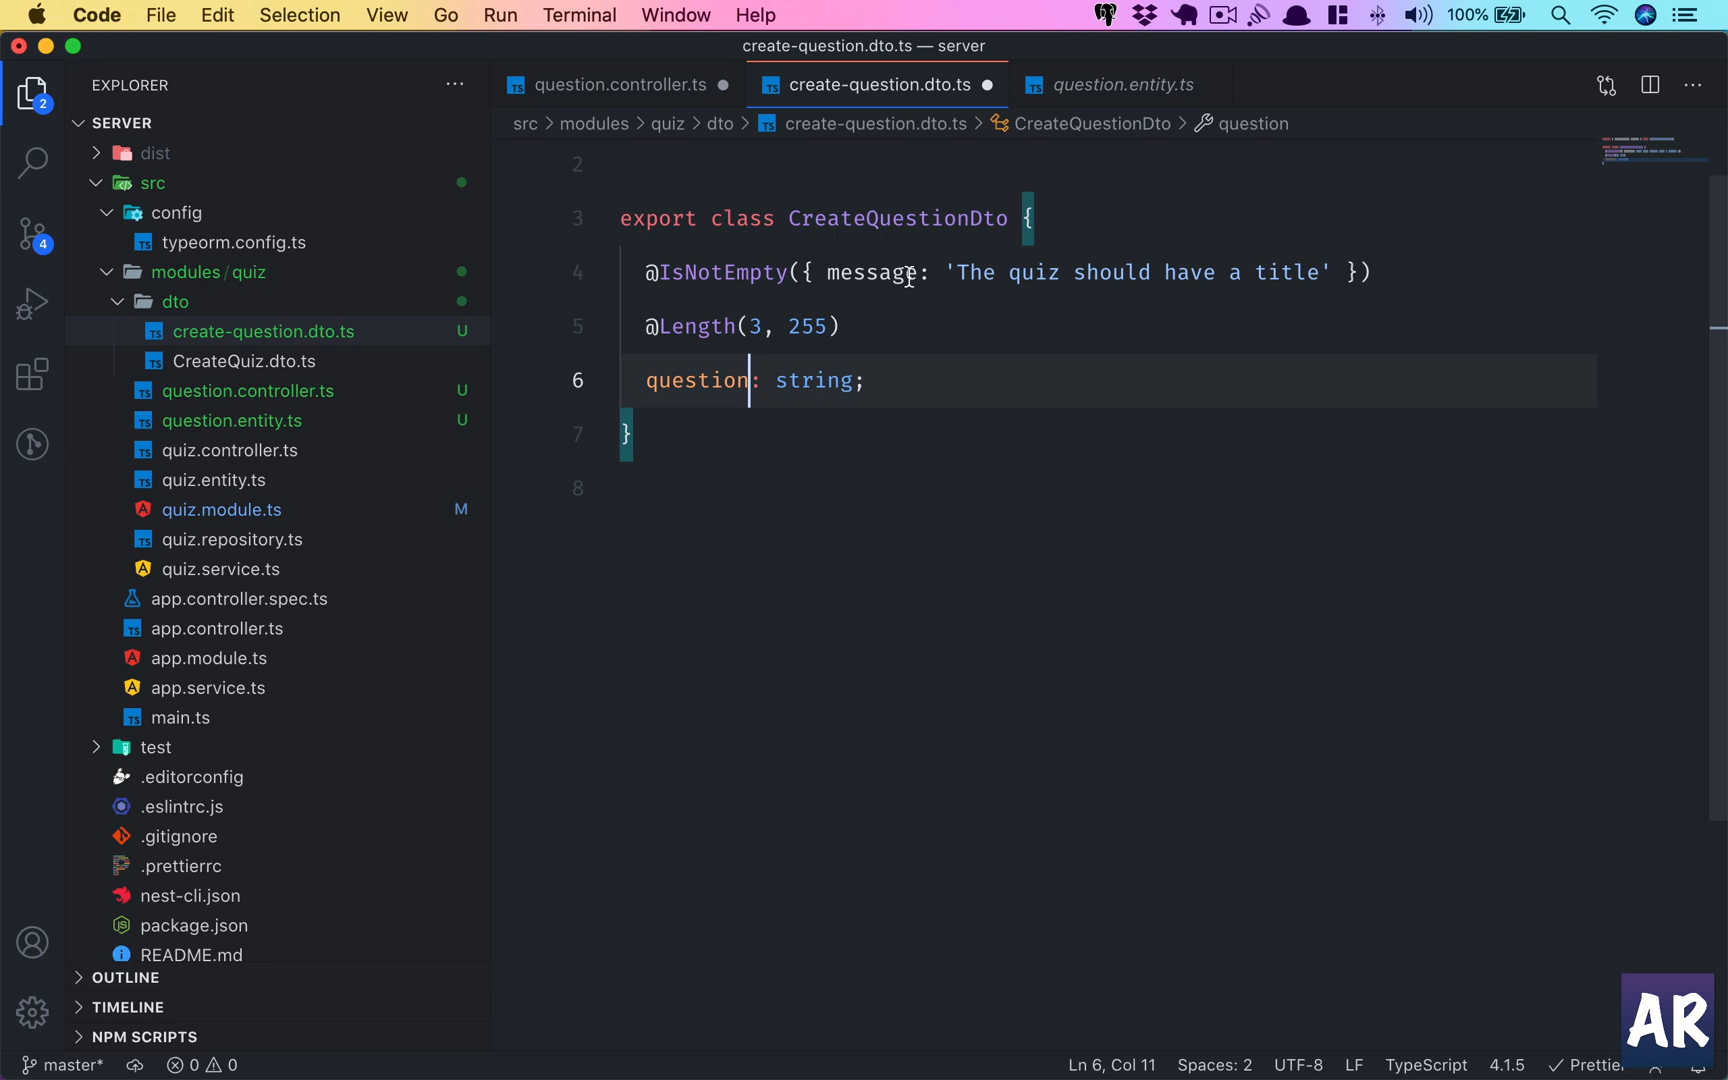 Code File Edit Selection View Go Run Terminal Window Help 100%
create-question.dto.ts — server
2
4
EXPLORER
SERVER
dist
src
config
typeorm.config.ts
modules / quiz
dto
create-question.dto.ts U
CreateQuiz.dto.ts
question.controller.ts U
question.entity.ts U
quiz.controller.ts
quiz.entity.ts
quiz.module.ts M
quiz.repository.ts
quiz.service.ts
app.controller.spec.ts
app.controller.ts
app.module.ts
app.service.ts
main.ts
test
.editorconfig
.eslintrc.js
.gitignore
.prettierrc
nest-cli.json
package.json
README.md
OUTLINE
TIMELINE
NPM SCRIPTS
TS question.controller.ts TS create-question.dto.ts TS question.entity.ts
src > modules > quiz > dto > TS create-question.dto.ts > CreateQuestionDto > question
2
3 export class CreateQuestionDto {
4 @IsNotEmpty({ message: 'The quiz should have a title' })
5 @Length(3, 255)
6 question: string;
7 }
8
AR
master* 0 0 Ln 6, Col 11 Spaces: 2 UTF-8 LF TypeScript 4.1.5 Prettie